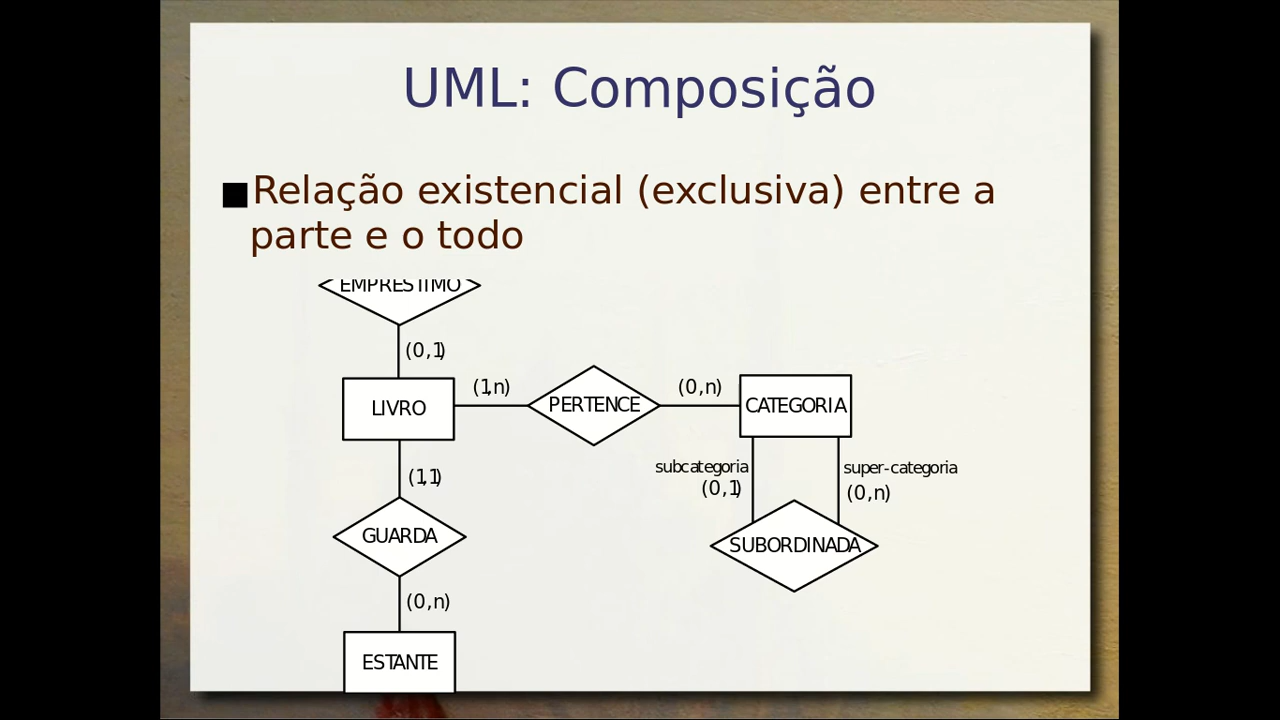 UML: Composição
■Relação existencial (exclusiva) entre a
parte e o todo
EMPRESTIMO
(0,1)
LIVRO
(1,n)
PERTENCE
(0,n)
CATEGORIA
(1,1)
subcategoria
(0,1)
super-categoria
(0,n)
GUARDA
SUBORDINADA
(0,n)
ESTANTE